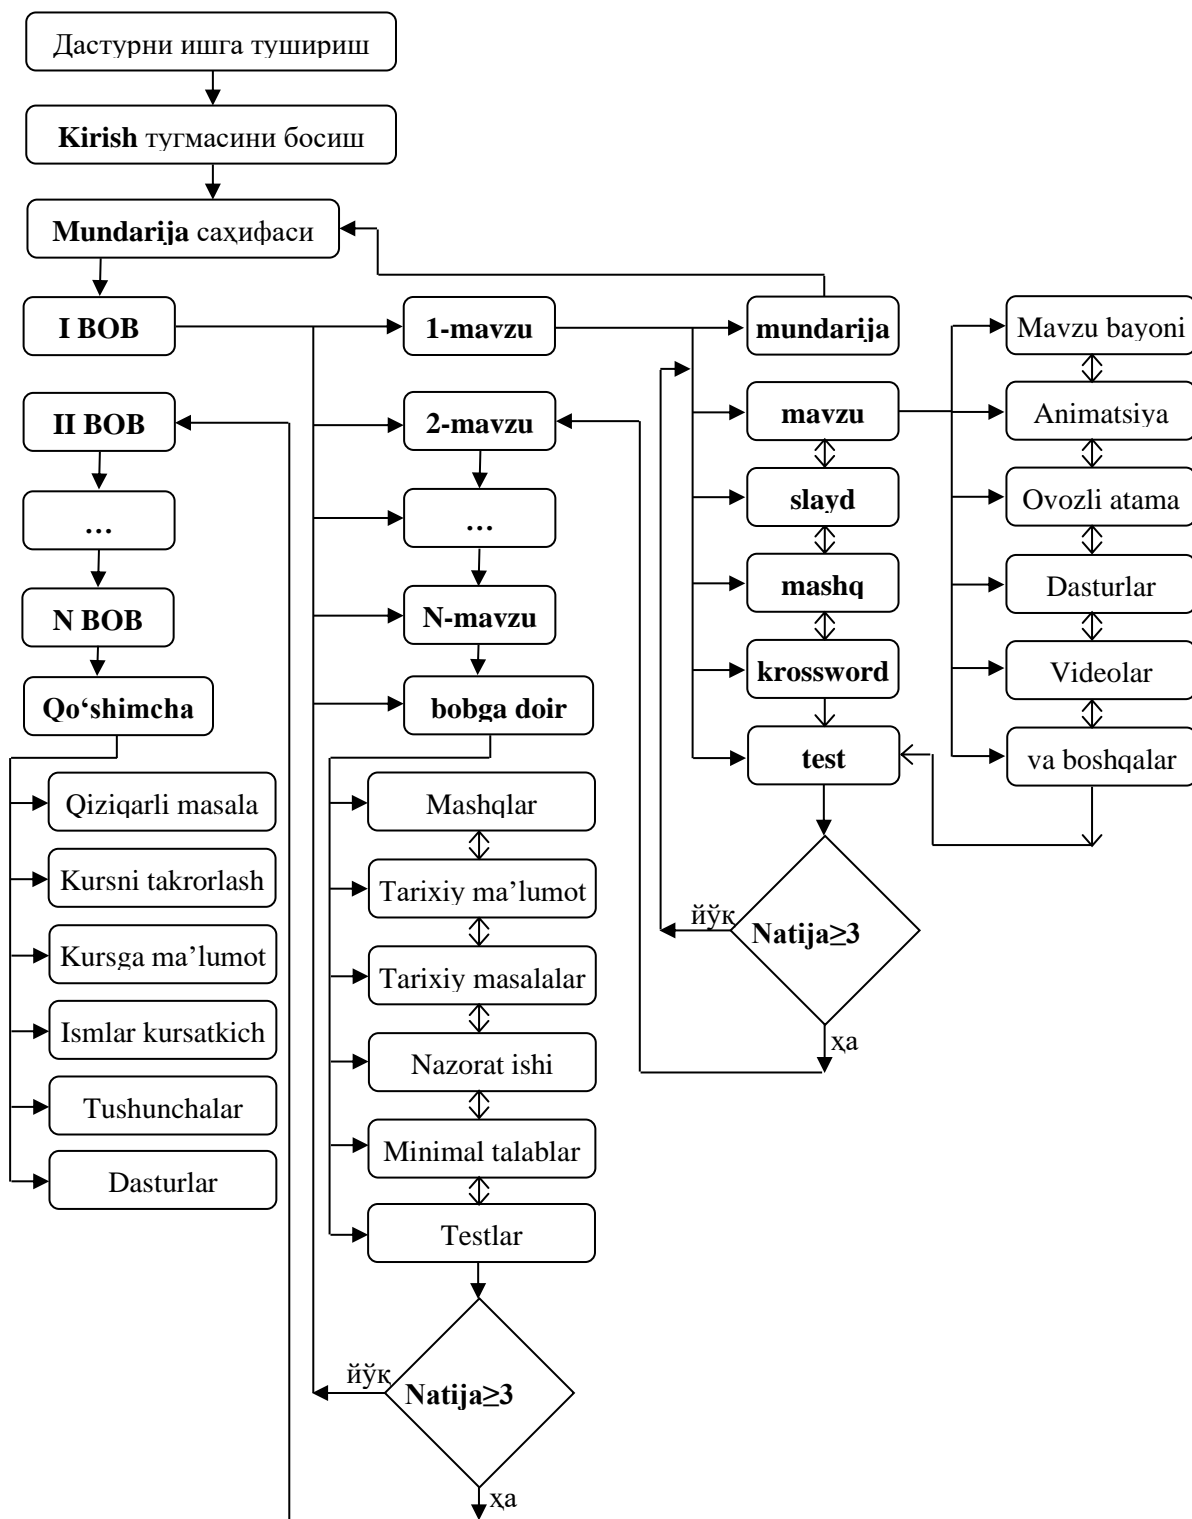 Дастурни ишга тушириш
Kirish тугмасини босиш
Mundarija саҳифаси
I BOB
1-mavzu
mundarija
Mavzu bayoni
II BOB
2-mavzu
mavzu
Animatsiya
…
…
slayd
Ovozli atama
N BOB
N-mavzu
mashq
Dasturlar
Qo‘shimcha
bobga doir
krossword
Videolar
test
va boshqalar
Qiziqarli masala
Kursni takrorlash
Kursga ma’lumot
Ismlar kursatkich
Tushunchalar
Dasturlar
Mashqlar
Tarixiy ma’lumot
Tarixiy masalalar
Nazorat ishi
Minimal talablar
Testlar
йўқ
Natija≥3
ҳа
йўқ
Natija≥3
ҳа